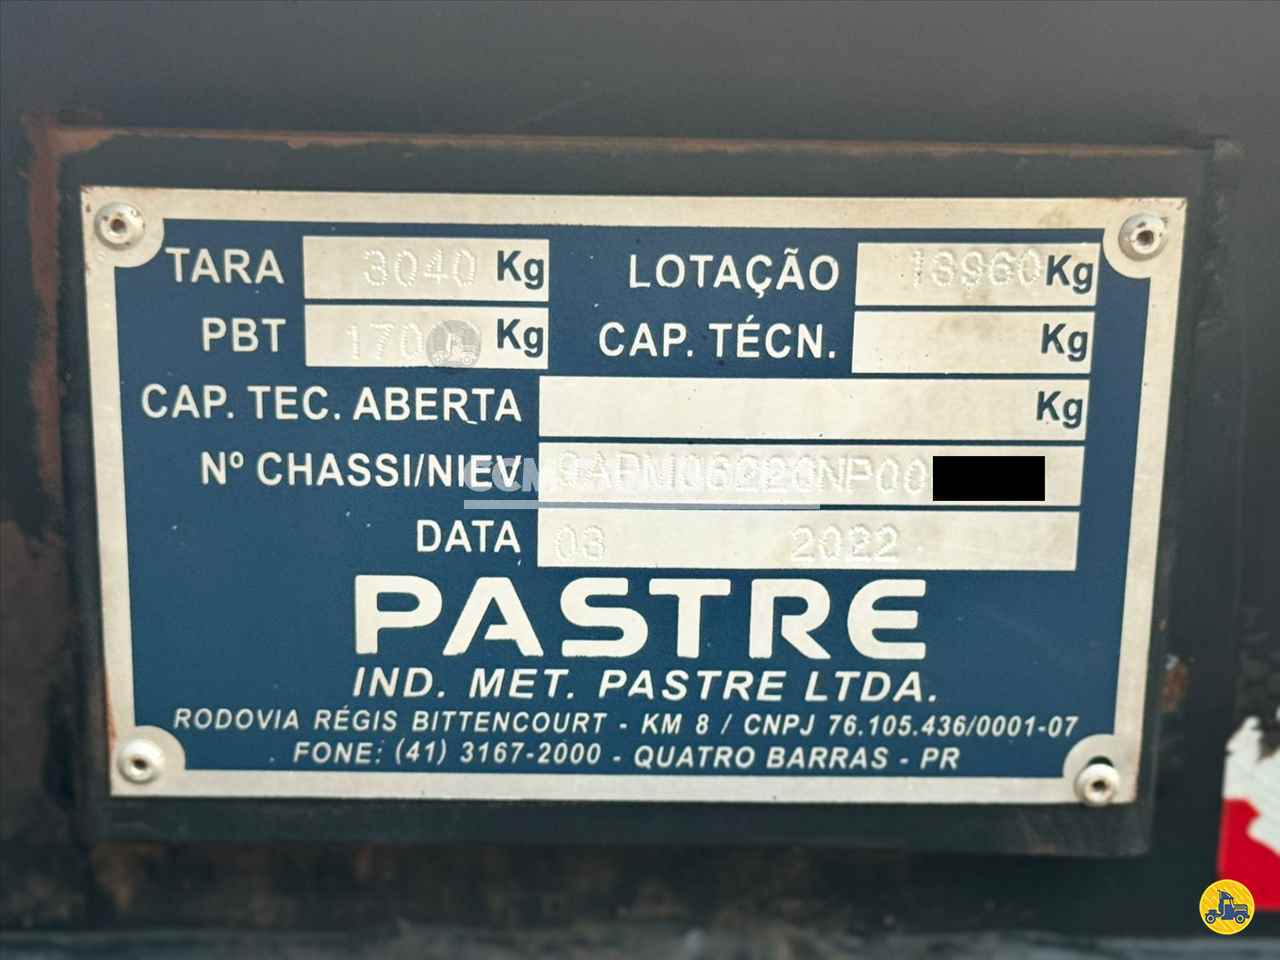 TARA 3040 Kg LOTAÇÃO 13960 Kg
PBT Kg CAP. TÉCN. Kg
CAP. TEC. ABERTA Kg
Nº CHASSI/NIEV
DATA 03 2022
PASTRE
IND. MET. PASTRE LTDA.
RODOVIA RÉGIS BITTENCOURT - KM 8 / CNPJ 76.105.436/0001-07
FONE: (41) 3167-2000 - QUATRO BARRAS - PR